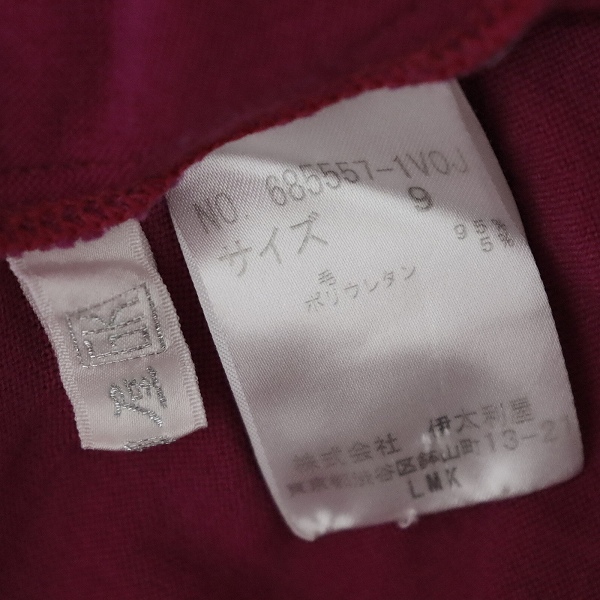 NO. 685557-1V0J
サイズ 9
毛 95%
ポリウレタン 5%
株式会社 伊太利屋
東京都渋谷区鉢山町13-21
LMK